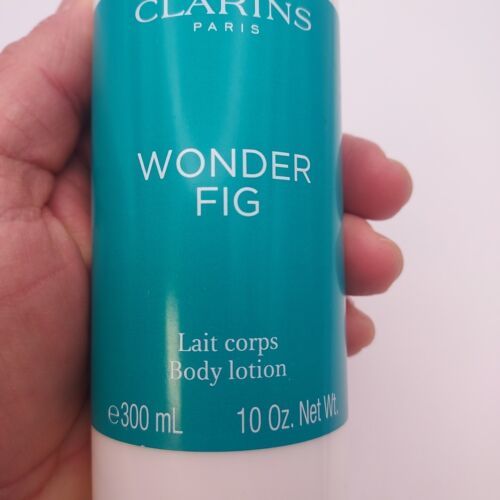 CLARINS
PARIS
WONDER
FIG
Lait corps
Body lotion
℮300 mL 10 Oz. Net Wt.